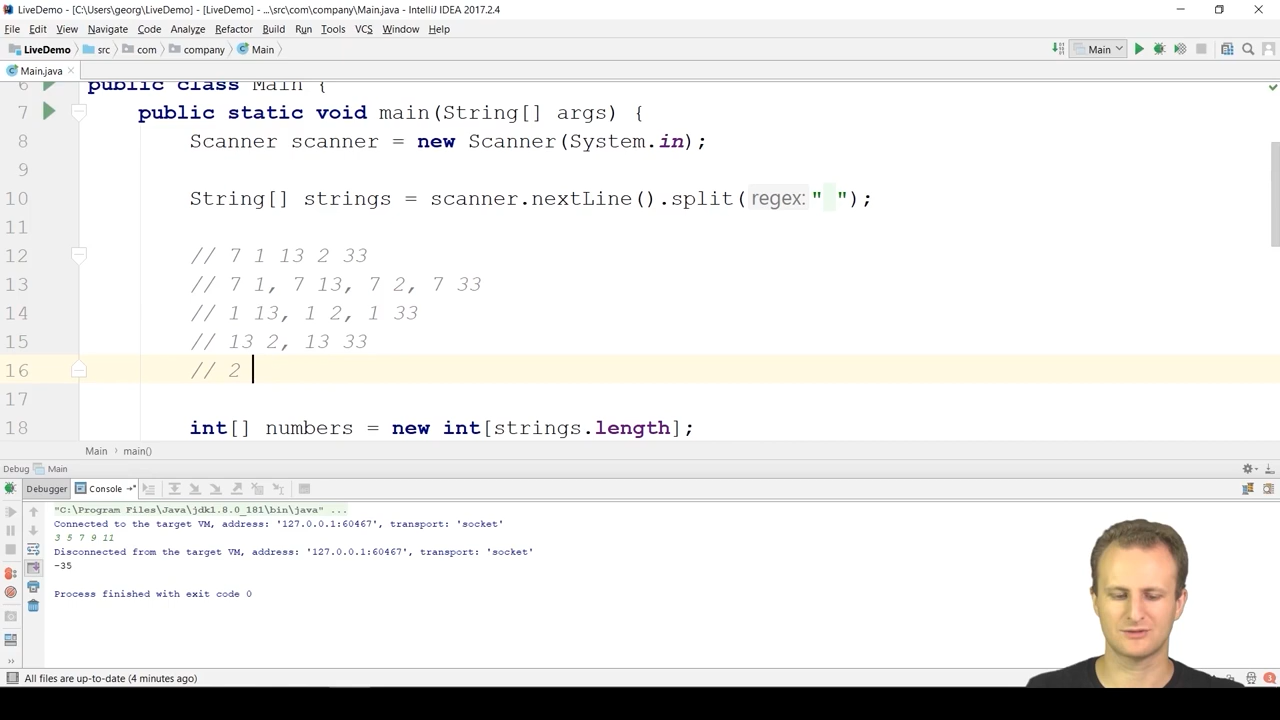 LiveDemo - [C:\Users\georg\LiveDemo] - [LiveDemo] - ...\src\com\company\Main.java - IntelliJ IDEA 2017.2.4
File Edit View Navigate Code Analyze Refactor Build Run Tools VCS Window Help
LiveDemo src com company Main Main
Main.java
6 public class Main {
7 public static void main(String[] args) {
8 Scanner scanner = new Scanner(System.in);
9
10 String[] strings = scanner.nextLine().split( regex: " ");
11
12 // 7 1 13 2 33
13 // 7 1, 7 13, 7 2, 7 33
14 // 1 13, 1 2, 1 33
15 // 13 2, 13 33
16 // 2
17
18 int[] numbers = new int[strings.length];
Main main()
Debug Main
Debugger Console
"C:\Program Files\Java\jdk1.8.0_181\bin\java" ...
Connected to the target VM, address: '127.0.0.1:60467', transport: 'socket'
3 5 7 9 11
Disconnected from the target VM, address: '127.0.0.1:60467', transport: 'socket'
-35
Process finished with exit code 0
All files are up-to-date (4 minutes ago)
3